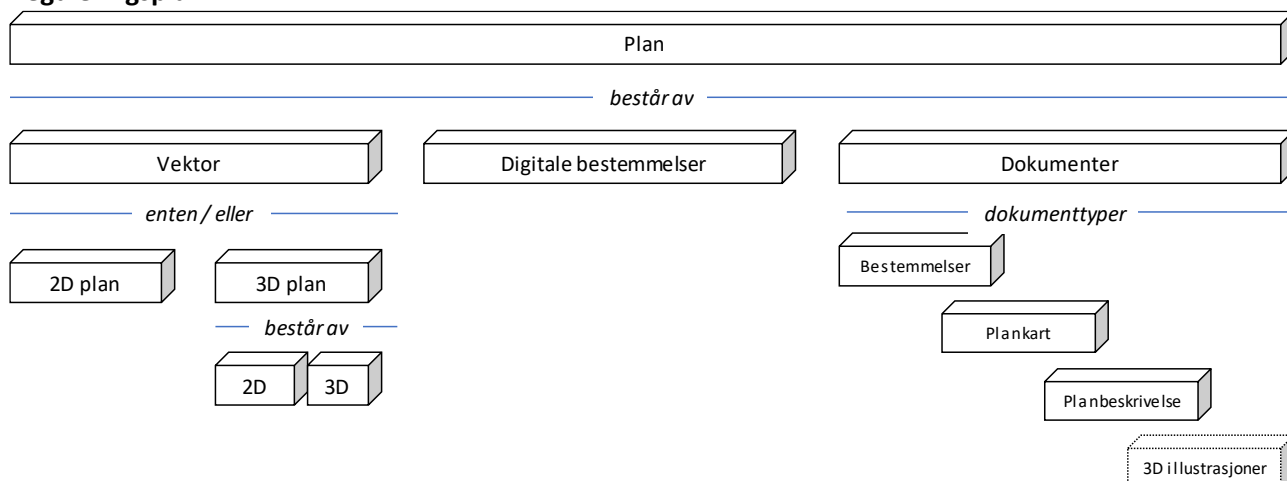 Plan
består av
Vektor Digitale bestemmelser Dokumenter
enten / eller dokumenttyper
2D plan 3D plan Bestemmelser
består av Plankart
2D 3D Planbeskrivelse
3D illustrasjoner